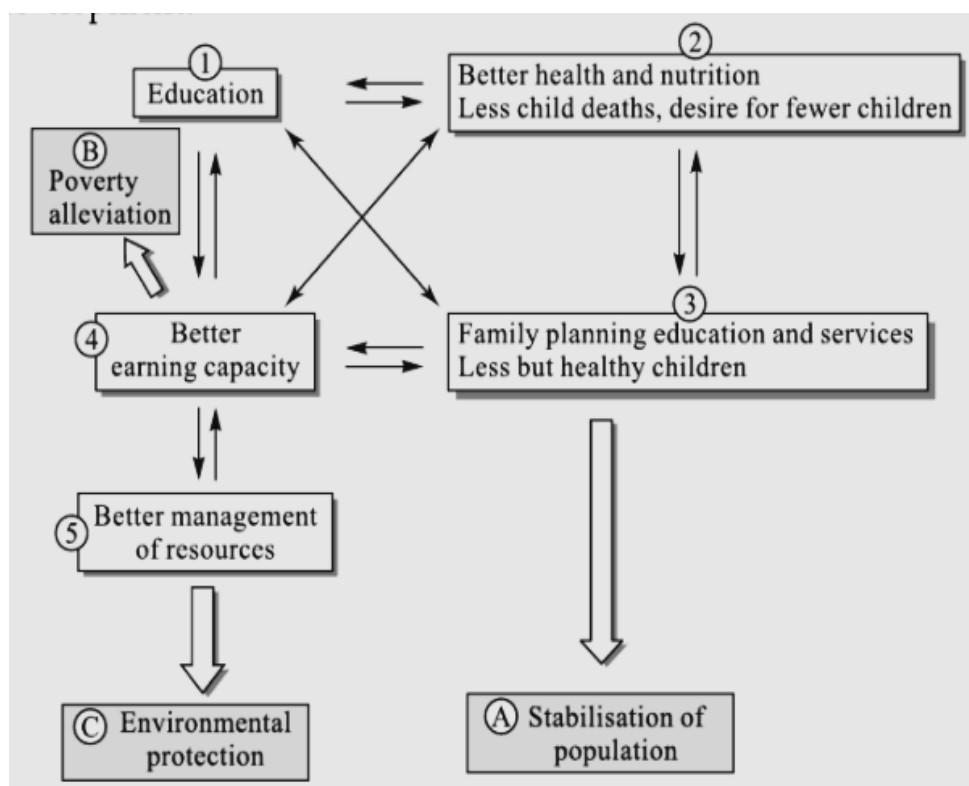 1
Education
2
Better health and nutrition
Less child deaths, desire for fewer children
B
Poverty
alleviation
3
Family planning education and services
Less but healthy children
4
Better
earning capacity
5
Better management
of resources
C
Environmental
protection
A
Stabilisation of
population